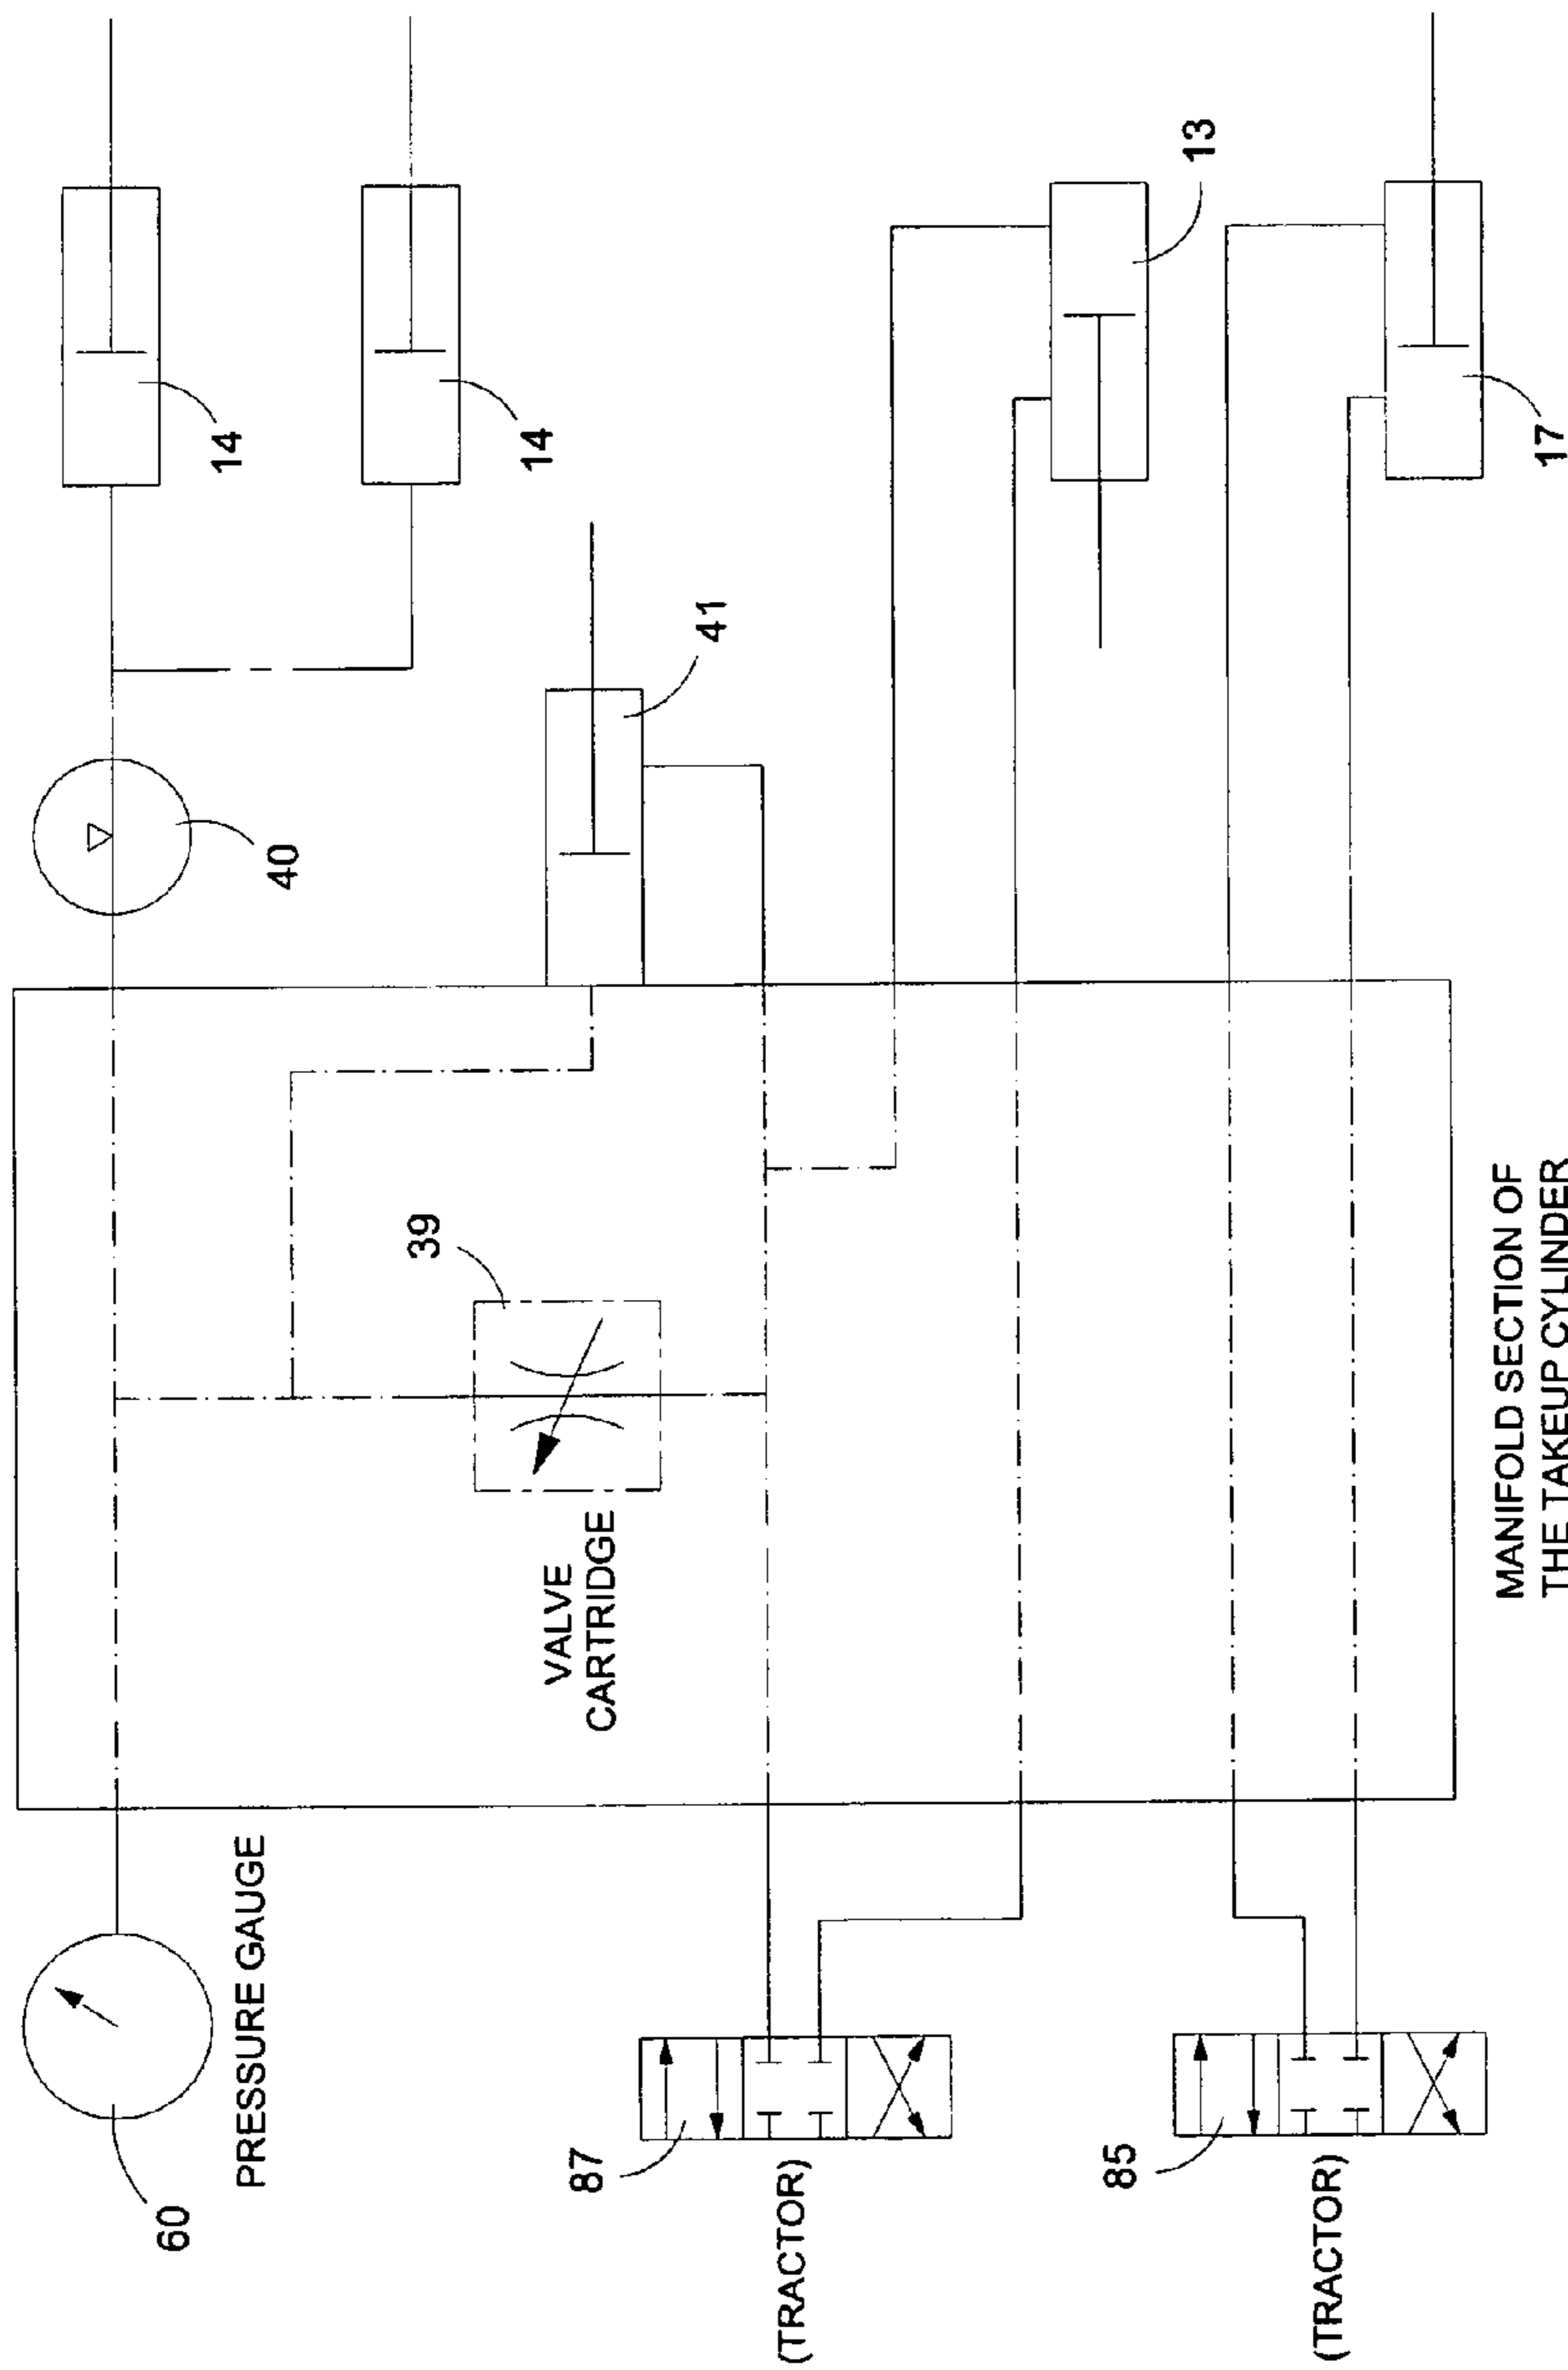 60
PRESSURE GAUGE
87
(TRACTOR)
85
(TRACTOR)
VALVE
CARTRIDGE
39
MANIFOLD SECTION OF
THE TAKEUP CYLINDER
40
41
14
14
13
17